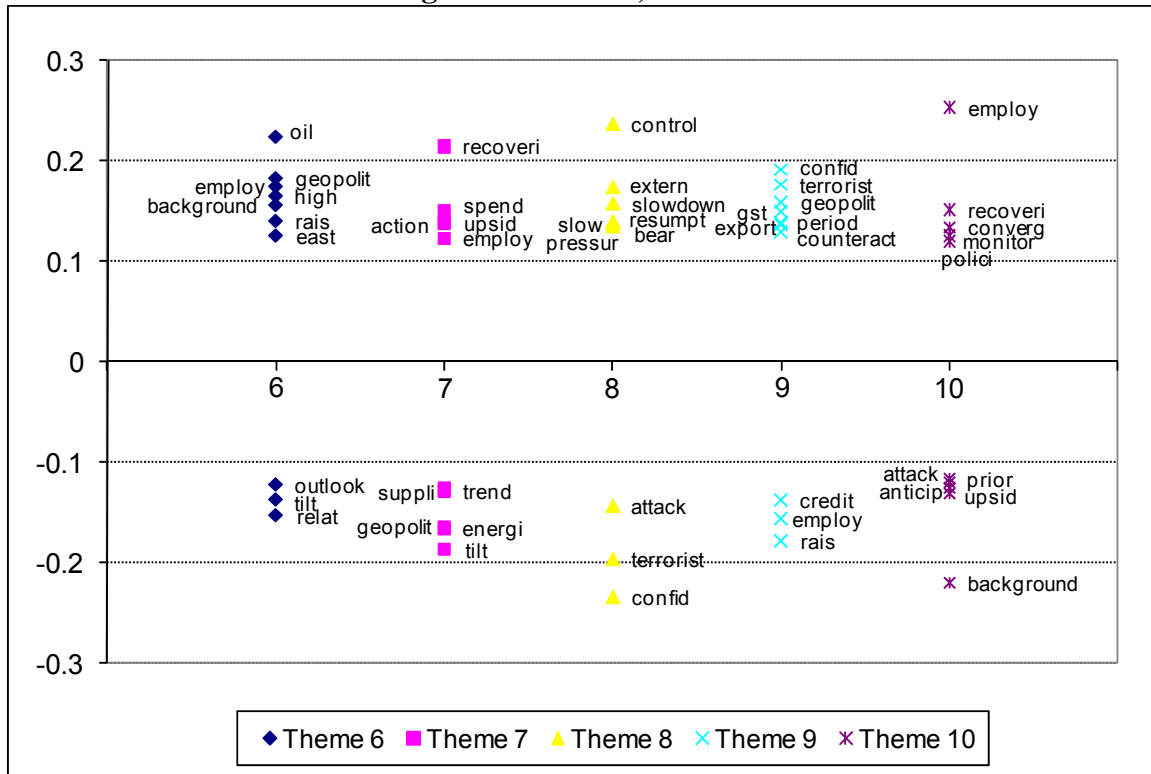 0.3
employ
control
oil
recoveri
0.2
confid
geopolit
extern
terrorist
employ
high
slowdown
geopolit
background
spend
gst
recoveri
rais
action
upsid
slow
resumpt
export
period
converg
east
employ
pressur
bear
counteract
monitor
polici
0.1
0
6 7 8 9 10
-0.1
outlook
suppli
trend
attack
prior
tilt
attack
credit
anticip
upsid
relat
geopolit
energi
employ
tilt
rais
-0.2
terrorist
background
confid
-0.3
Theme 6 Theme 7 Theme 8 Theme 9 Theme 10